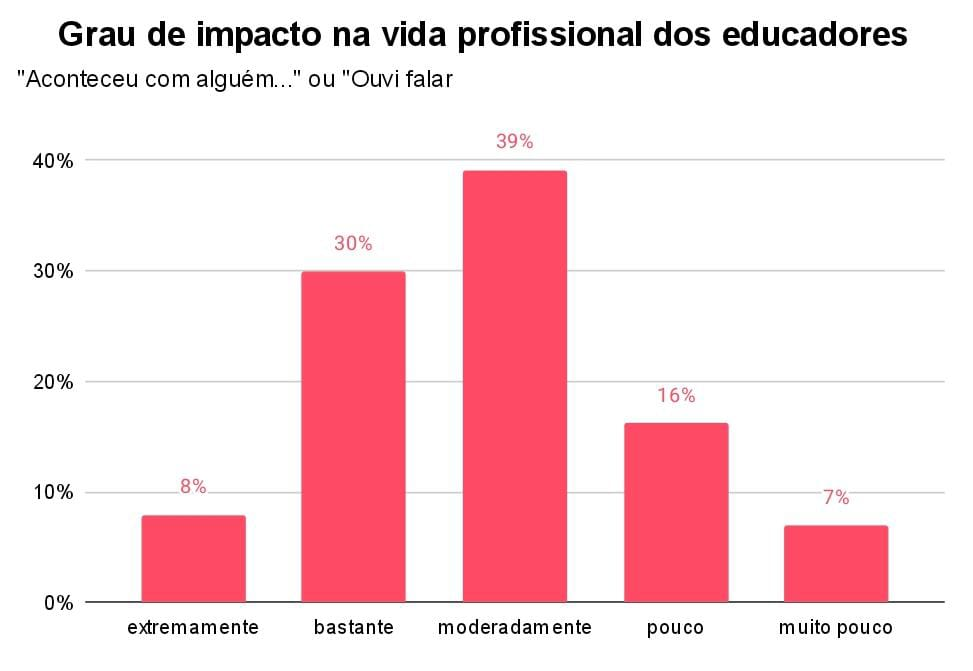 Grau de impacto na vida profissional dos educadores
"Aconteceu com alguém..." ou "Ouvi falar
39%
40%
30%
30%
20%
16%
10%
8%
7%
0%
extremamente
bastante
moderadamente
pouco
muito pouco